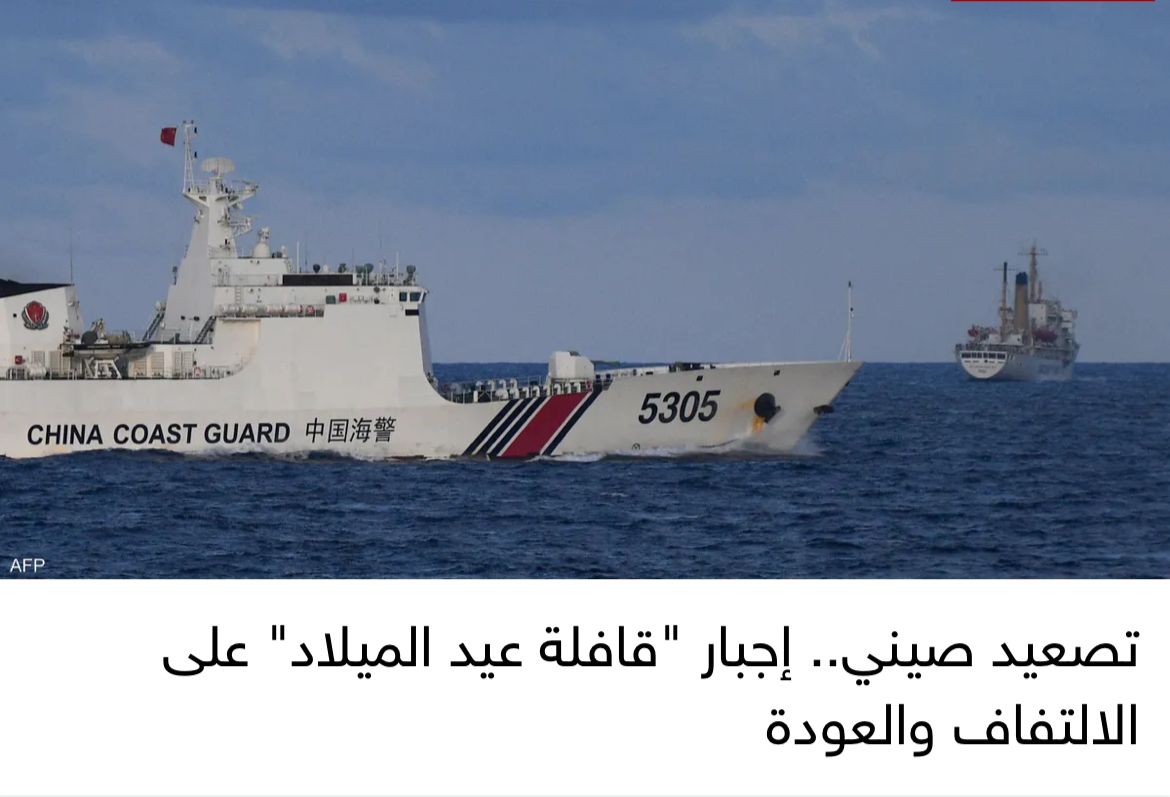 CHINA COAST GUARD 中国海警
5305
AFP
تصعيد صيني.. إجبار "قافلة عيد الميلاد" على
الالتفاف والعودة